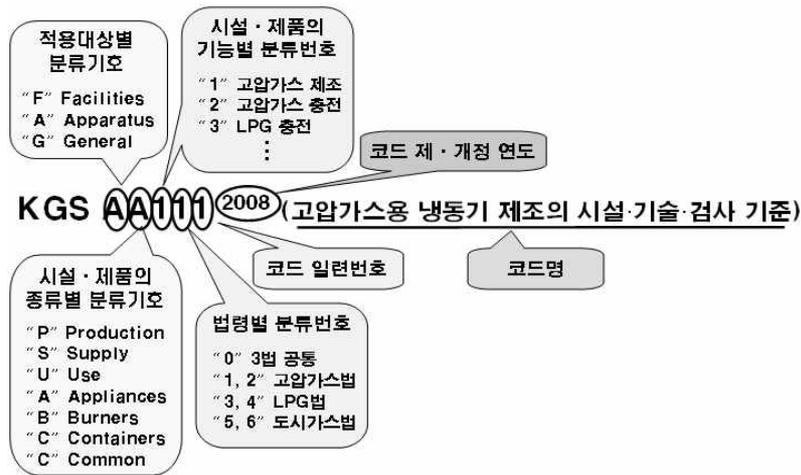 적용대상별
분류기호
“F” Facilities
“A” Apparatus
“G” General
시설·제품의
기능별 분류번호
“1” 고압가스 제조
“2” 고압가스 충전
“3” LPG 충전
⋮
코드 제·개정 연도
KGS AA111 2008 (고압가스용 냉동기 제조의 시설·기술·검사 기준)
코드 일련번호
코드명
시설·제품의
종류별 분류기호
“P” Production
“S” Supply
“U” Use
“A” Appliances
“B” Burners
“C” Containers
“C” Common
법령별 분류번호
“0” 3법 공통
“1, 2” 고압가스법
“3, 4” LPG법
“5, 6” 도시가스법